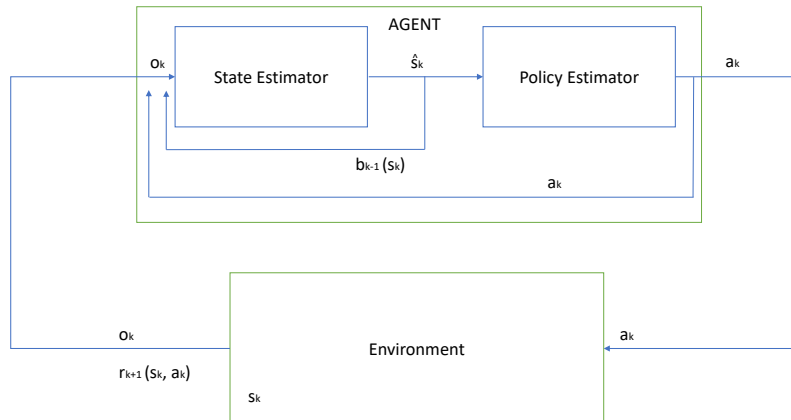 AGENT
oₖ
State Estimator
ŝₖ
Policy Estimator
aₖ
bₖ₋₁ (sₖ)
aₖ
oₖ
rₖ₊₁ (sₖ, aₖ)
Environment
sₖ
aₖ